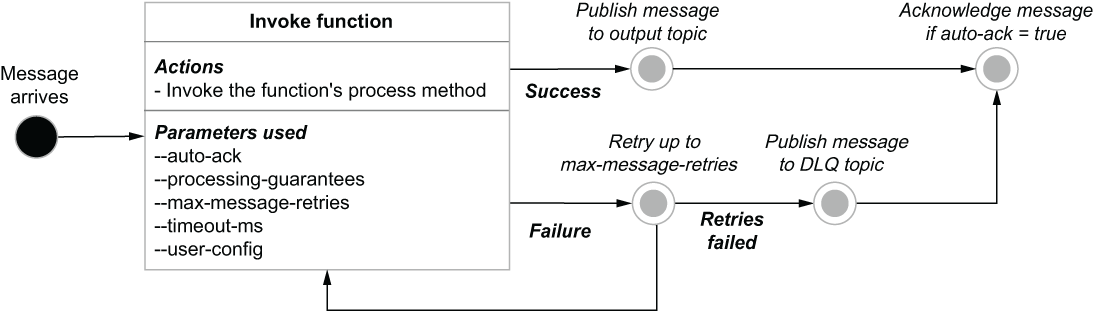 Message
arrives
Invoke function
Actions
- Invoke the function's process method
Parameters used
--auto-ack
--processing-guarantees
--max-message-retries
--timeout-ms
--user-config
Success
Publish message
to output topic
Acknowledge message
if auto-ack = true
Failure
Retry up to
max-message-retries
Retries
failed
Publish message
to DLQ topic